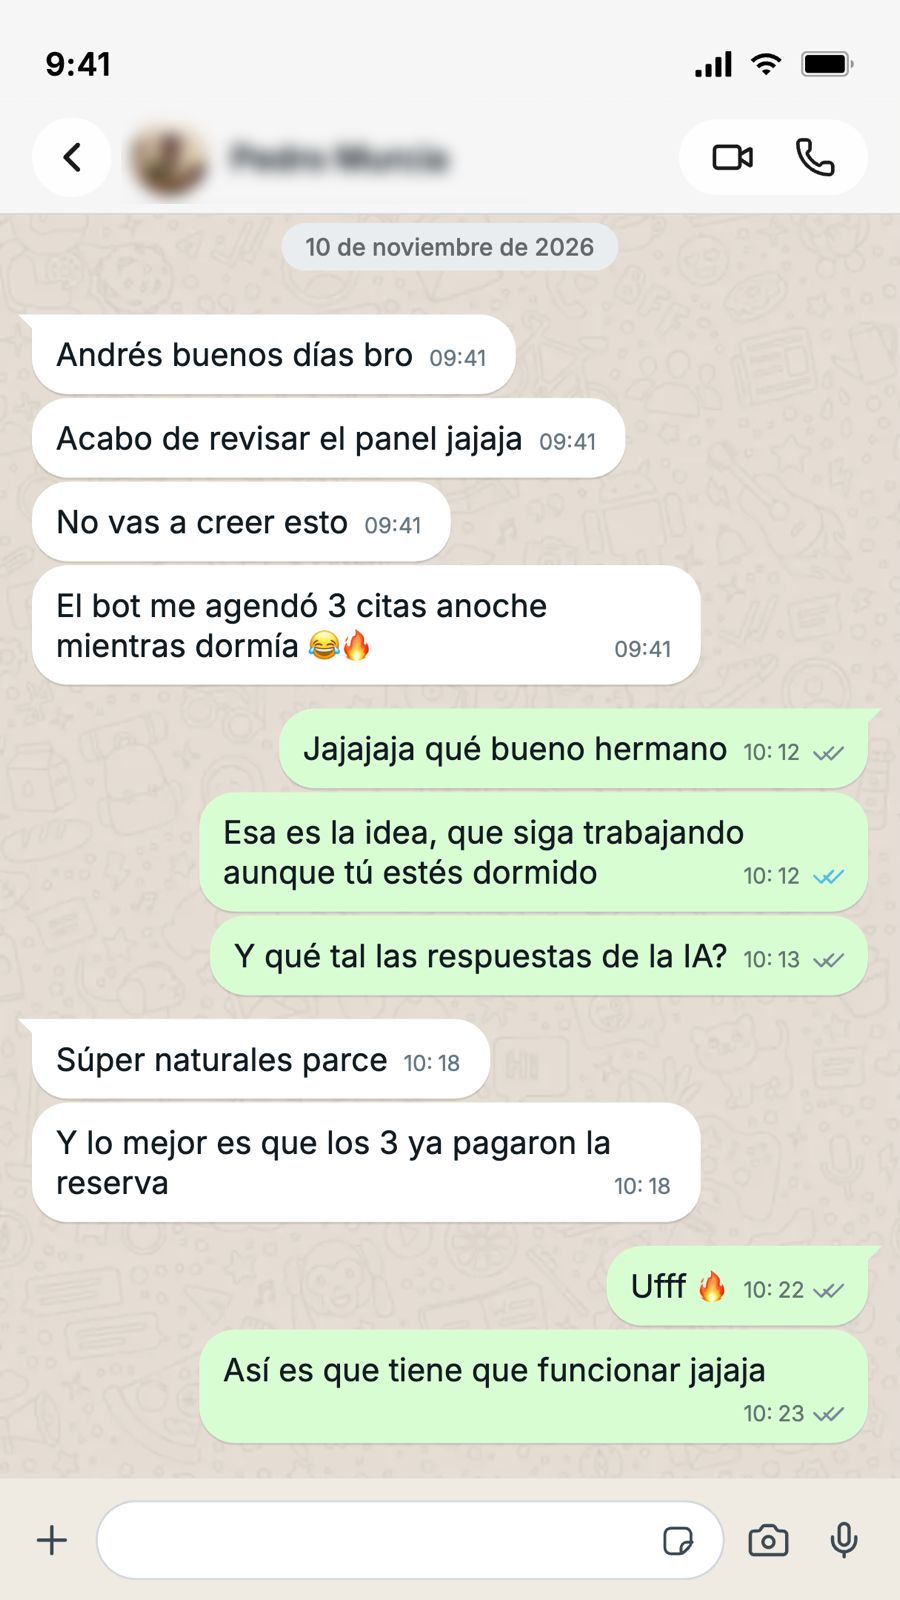 9:41
10 de noviembre de 2026
Andrés buenos días bro 09:41
Acabo de revisar el panel jajaja 09:41
No vas a creer esto 09:41
El bot me agendó 3 citas anoche
mientras dormía 😂🔥 09:41
Jajajaja qué bueno hermano 10:12
Esa es la idea, que siga trabajando
aunque tú estés dormido 10:12
Y qué tal las respuestas de la IA? 10:13
Súper naturales parce 10:18
Y lo mejor es que los 3 ya pagaron la
reserva 10:18
Ufff 🔥 10:22
Así es que tiene que funcionar jajaja
10:23